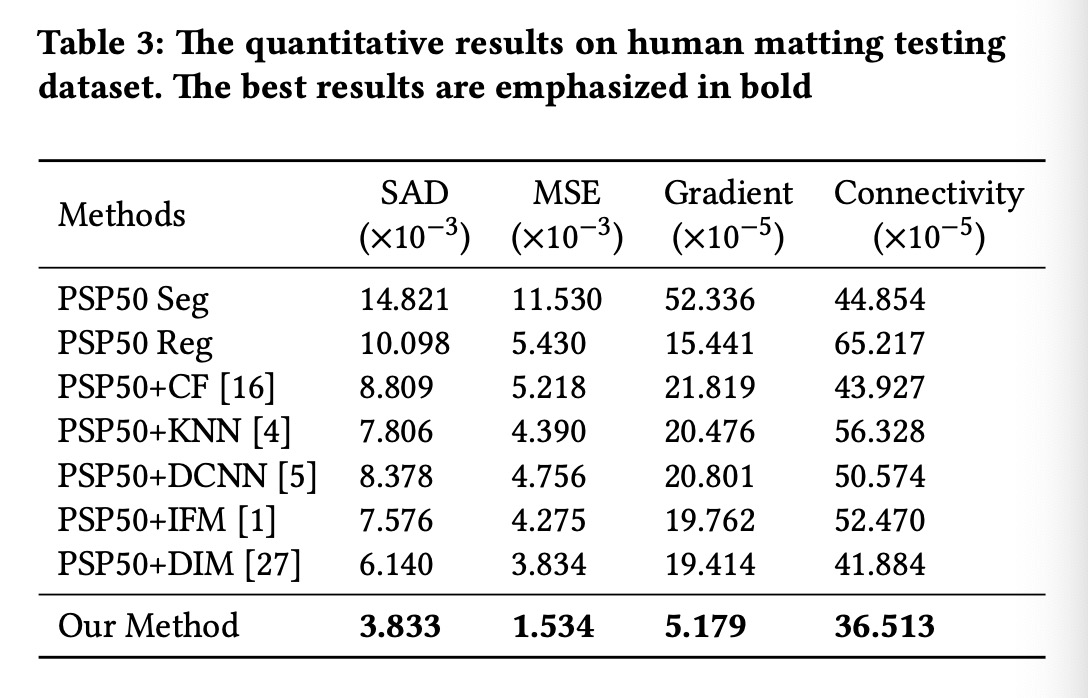 Table 3: The quantitative results on human matting testing
dataset. The best results are emphasized in bold
Methods SAD (×10⁻³) MSE (×10⁻³) Gradient (×10⁻⁵) Connectivity (×10⁻⁵)
PSP50 Seg 14.821 11.530 52.336 44.854
PSP50 Reg 10.098 5.430 15.441 65.217
PSP50+CF [16] 8.809 5.218 21.819 43.927
PSP50+KNN [4] 7.806 4.390 20.476 56.328
PSP50+DCNN [5] 8.378 4.756 20.801 50.574
PSP50+IFM [1] 7.576 4.275 19.762 52.470
PSP50+DIM [27] 6.140 3.834 19.414 41.884
Our Method 3.833 1.534 5.179 36.513